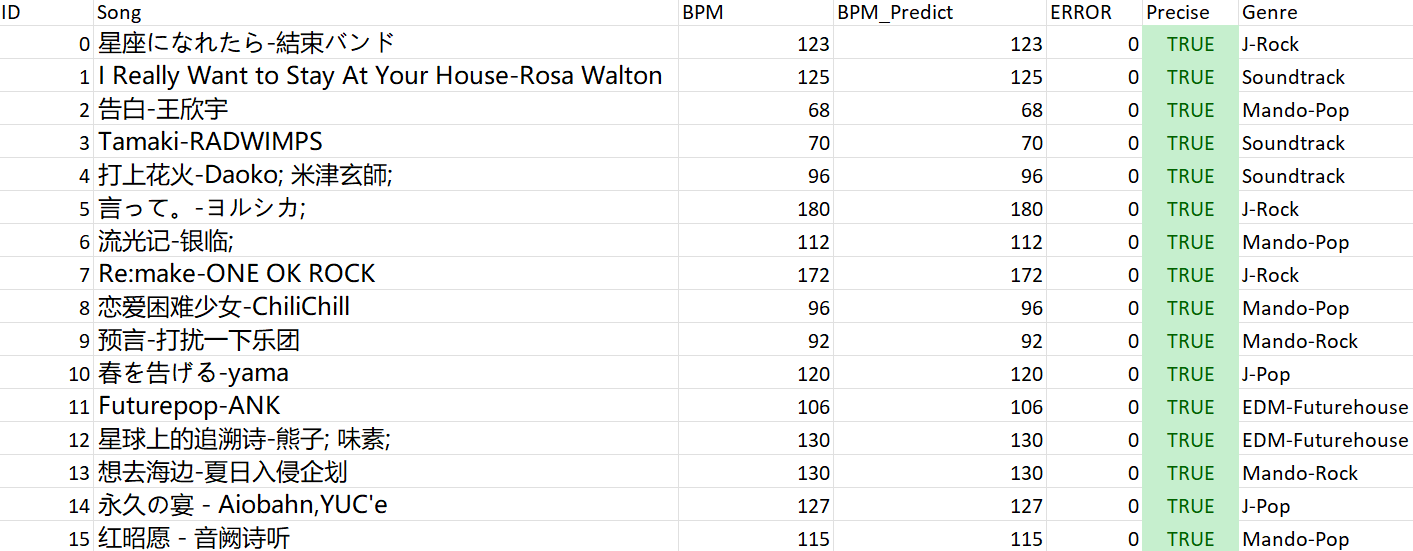 ID Song BPM BPM_Predict ERROR Precise Genre
0 星座になれたら-結束バンド 123 123 0 TRUE J-Rock
1 I Really Want to Stay At Your House-Rosa Walton 125 125 0 TRUE Soundtrack
2 告白-王欣宇 68 68 0 TRUE Mando-Pop
3 Tamaki-RADWIMPS 70 70 0 TRUE Soundtrack
4 打上花火-Daoko; 米津玄師; 96 96 0 TRUE Soundtrack
5 言って。-ヨルシカ; 180 180 0 TRUE J-Rock
6 流光记-银临; 112 112 0 TRUE Mando-Pop
7 Re:make-ONE OK ROCK 172 172 0 TRUE J-Rock
8 恋爱困难少女-ChiliChill 96 96 0 TRUE Mando-Pop
9 预言-打扰一下乐团 92 92 0 TRUE Mando-Rock
10 春を告げる-yama 120 120 0 TRUE J-Pop
11 Futurepop-ANK 106 106 0 TRUE EDM-Futurehouse
12 星球上的追溯诗-熊子; 味素; 130 130 0 TRUE EDM-Futurehouse
13 想去海边-夏日入侵企划 130 130 0 TRUE Mando-Rock
14 永久の宴 - Aiobahn,YUC'e 127 127 0 TRUE J-Pop
15 红昭愿 - 音阙诗听 115 115 0 TRUE Mando-Pop